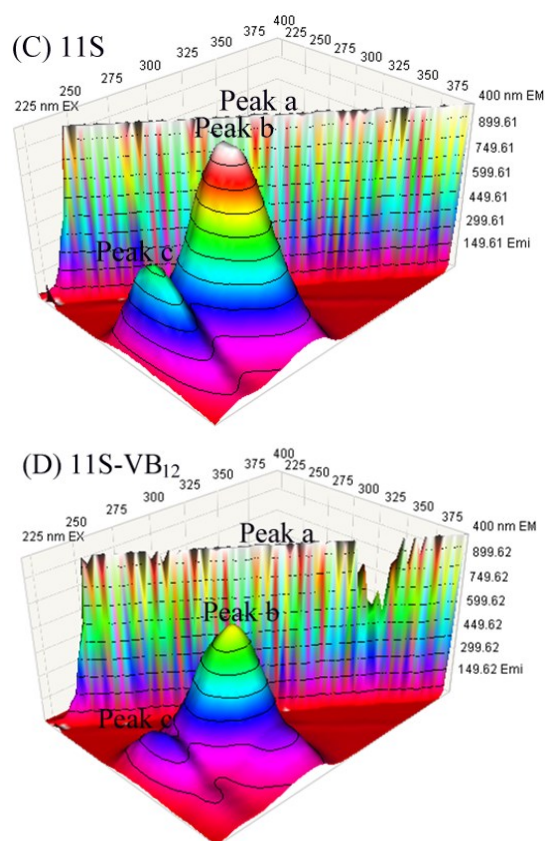 (C) 11S
225 nm EX 250 275 300 325 350 375 400
225 250 275 300 325 350 375 400 nm EM
Peak a
Peak b
Peak c
899.61
749.61
599.61
449.61
299.61
149.61 Emi
(D) 11S-VB₁₂
225 nm EX 250 275 300 325 350 375 400
225 250 275 300 325 350 375 400 nm EM
Peak a
Peak b
Peak c
899.62
749.62
599.62
449.62
299.62
149.62 Emi